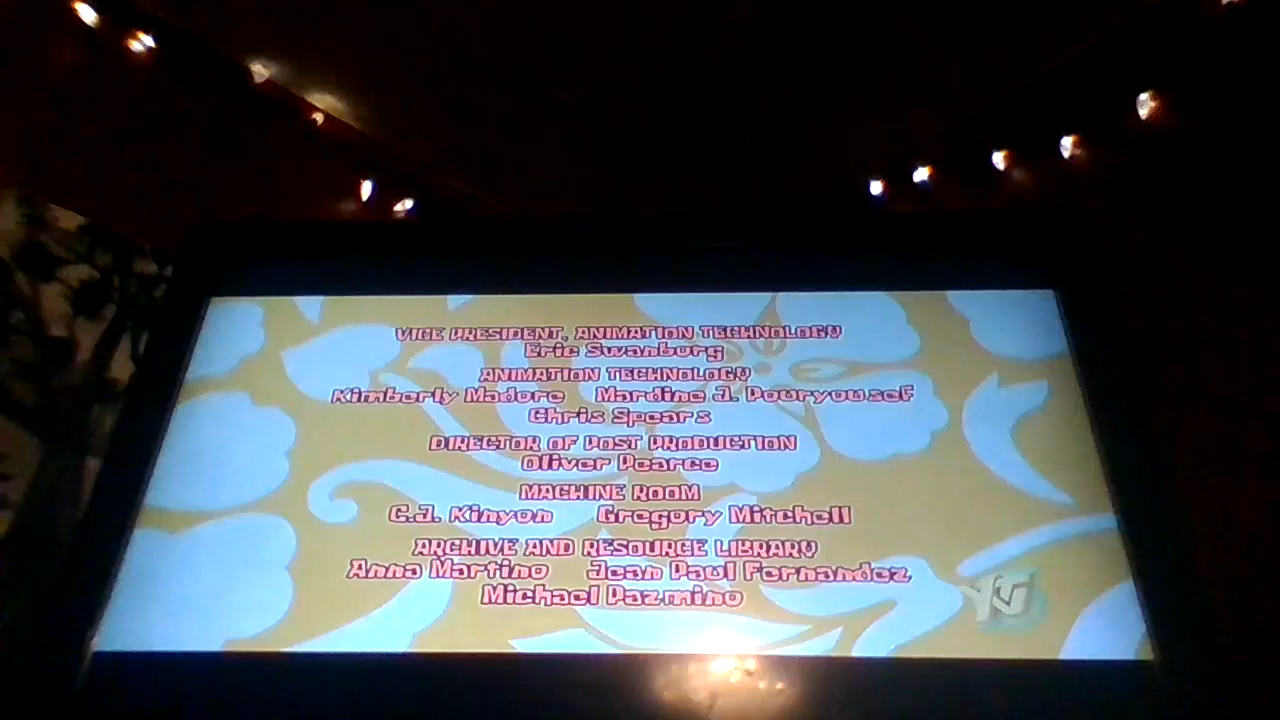 VICE PRESIDENT, ANIMATION TECHNOLOGY
Eric Swanborg
ANIMATION TECHNOLOGY
Kimberly Madore Mardine J. Pouryousef
Chris Spears
DIRECTOR OF POST PRODUCTION
Oliver Pearce
MACHINE ROOM
C.J. Kinyon Gregory Mitchell
ARCHIVE AND RESOURCE LIBRARY
Anna Martino Jean Paul Fernandez
Michael Pazmino
YTV